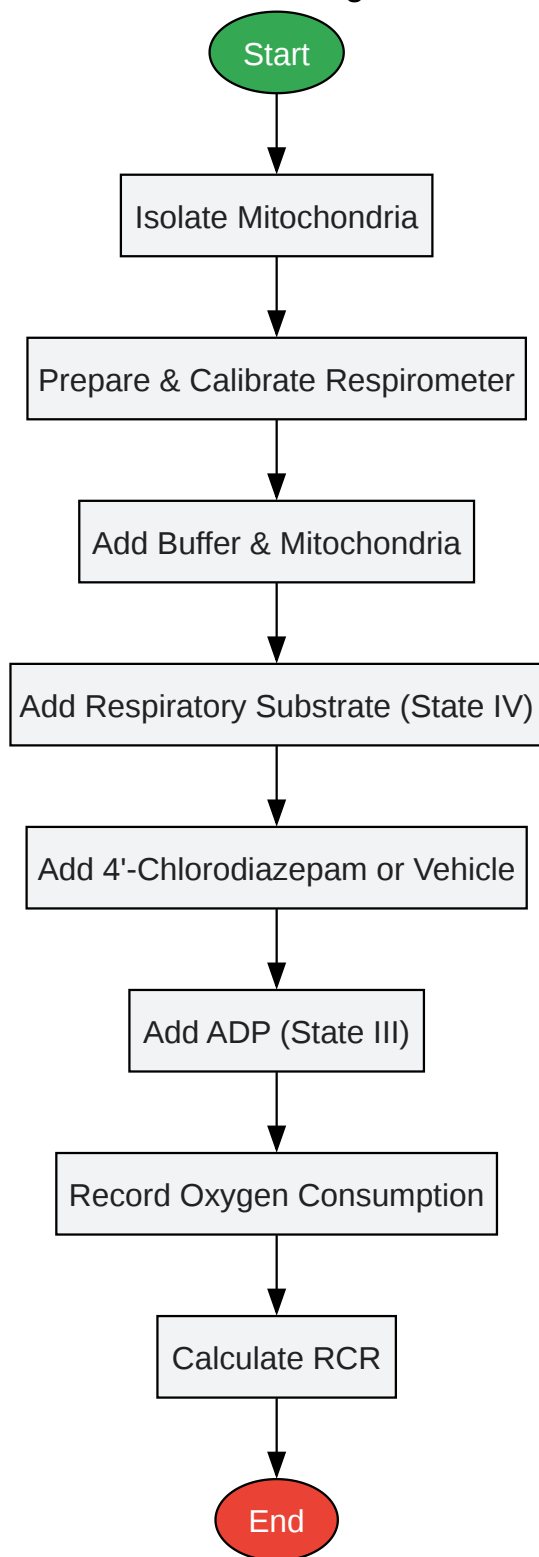 Start
Isolate Mitochondria
Prepare & Calibrate Respirometer
Add Buffer & Mitochondria
Add Respiratory Substrate (State IV)
Add 4'-Chlorodiazepam or Vehicle
Add ADP (State III)
Record Oxygen Consumption
Calculate RCR
End